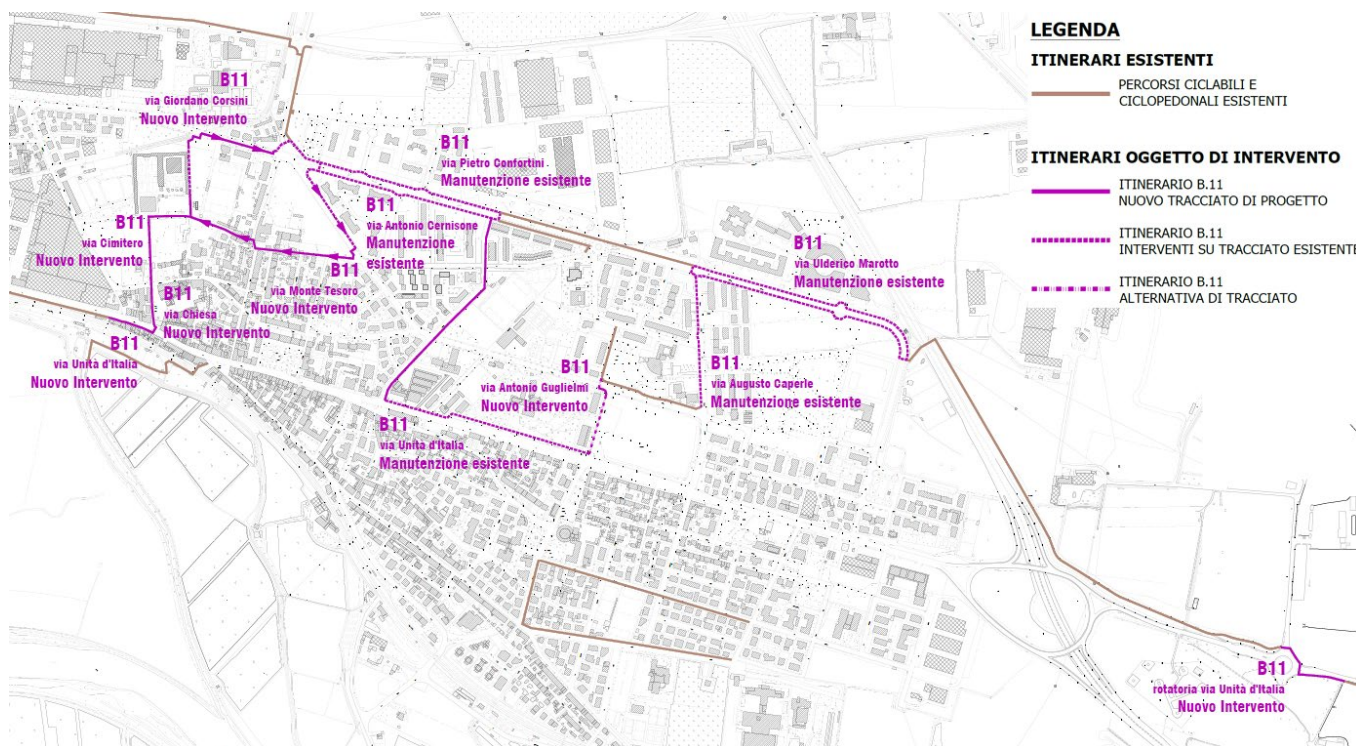 LEGENDA
ITINERARI ESISTENTI
PERCORSI CICLABILI E
CICLOPEDONALI ESISTENTI
ITINERARI OGGETTO DI INTERVENTO
ITINERARIO B.11
NUOVO TRACCIATO DI PROGETTO
ITINERARIO B.11
INTERVENTI SU TRACCIATO ESISTENTE
ITINERARIO B.11
ALTERNATIVA DI TRACCIATO
B11
via Giordano Corsini
Nuovo Intervento
B11
via Pietro Confortini
Manutenzione esistente
B11
via Antonio Cernisone
Manutenzione
esistente
B11
via Cimitero
Nuovo Intervento
B11
via Monte Tesoro
Nuovo Intervento
B11
via Chiesa
Nuovo Intervento
B11
via Ulderico Marotto
Manutenzione esistente
B11
via Unità d'Italia
Nuovo Intervento
B11
via Antonio Guglielmi
Nuovo Intervento
B11
via Augusto Caperle
Manutenzione esistente
B11
via Unità d'Italia
Manutenzione esistente
B11
rotatoria via Unità d'Italia
Nuovo Intervento